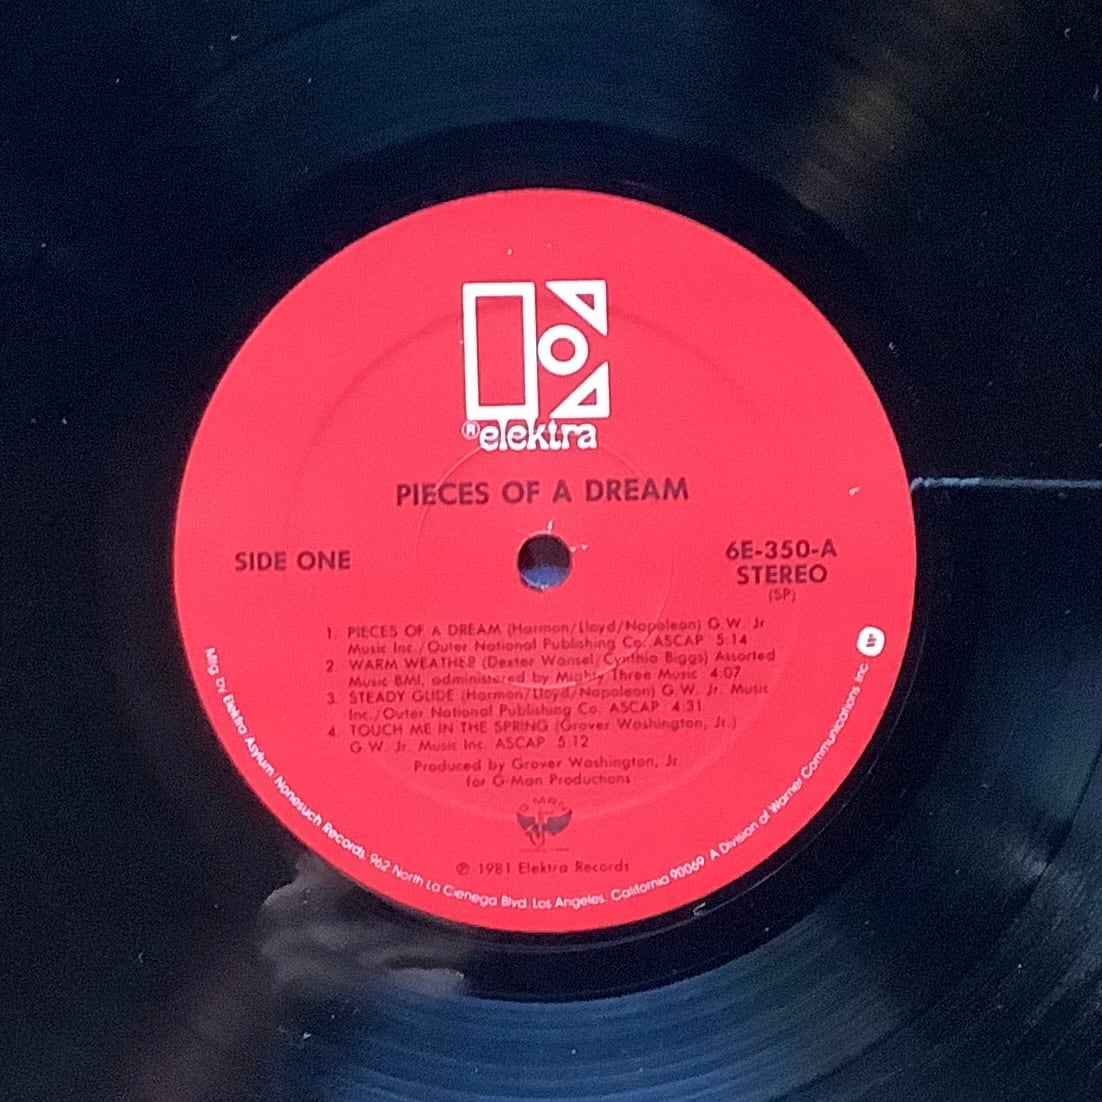 ® elektra
PIECES OF A DREAM
SIDE ONE
6E-350-A
STEREO
(SP)
1. PIECES OF A DREAM (Harmon/Lloyd/Napoleon) G.W. Jr.
Music Inc./Outer National Publishing Co. ASCAP 5:14
2. WARM WEATHER (Dexter Wansel/Cynthia Biggs) Assorted
Music BMI, administered by Mighty Three Music 4:07
3. STEADY GLIDE (Harmon/Lloyd/Napoleon) G.W. Jr. Music
Inc./Outer National Publishing Co. ASCAP 4:31
4. TOUCH ME IN THE SPRING (Grover Washington, Jr.)
G.W. Jr. Music Inc. ASCAP 5:12
Produced by Grover Washington, Jr.
for G-Man Productions
G MAN
℗ 1981 Elektra Records
Mfg by Elektra Asylum Nonesuch Records, 962 North La Cienega Blvd. Los Angeles, California 90069 A Division of Warner Communications Inc.